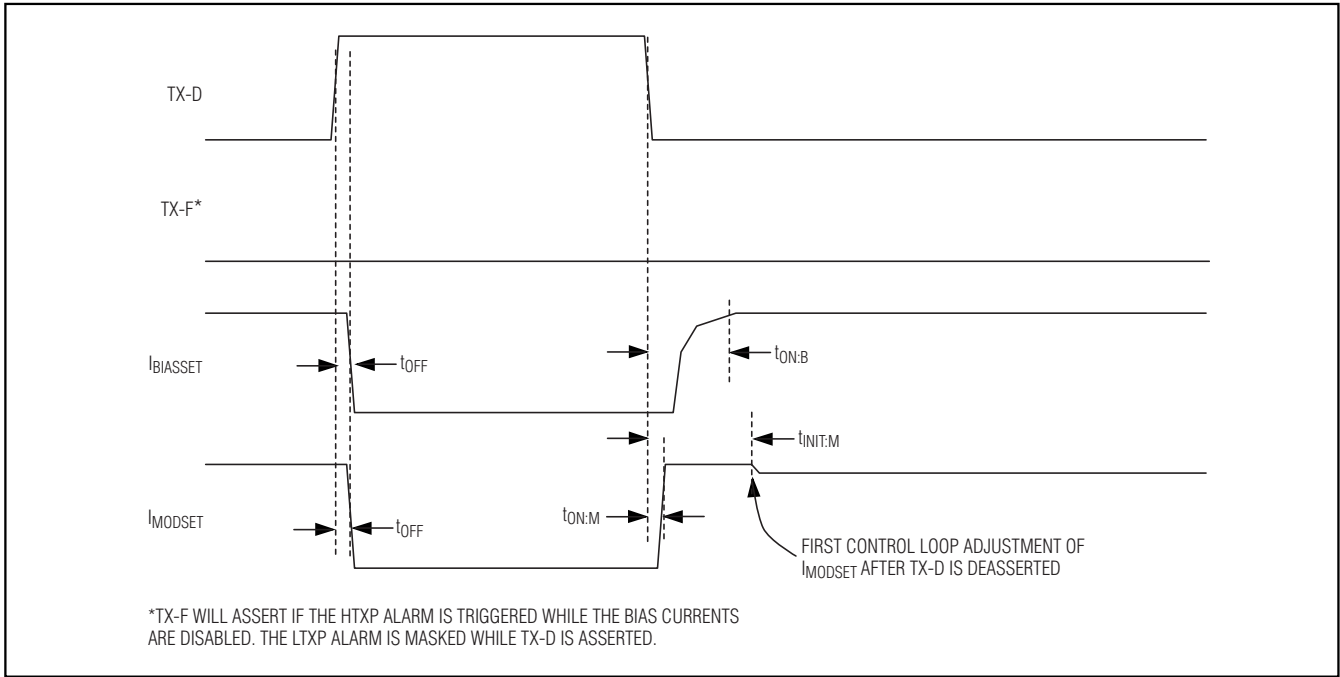 TX-D
TX-F*
IBIASSET
tOFF
tON:B
tINIT:M
IMODSET
tOFF
tON:M
FIRST CONTROL LOOP ADJUSTMENT OF
IMODSET AFTER TX-D IS DEASSERTED
*TX-F WILL ASSERT IF THE HTXP ALARM IS TRIGGERED WHILE THE BIAS CURRENTS
ARE DISABLED. THE LTXP ALARM IS MASKED WHILE TX-D IS ASSERTED.